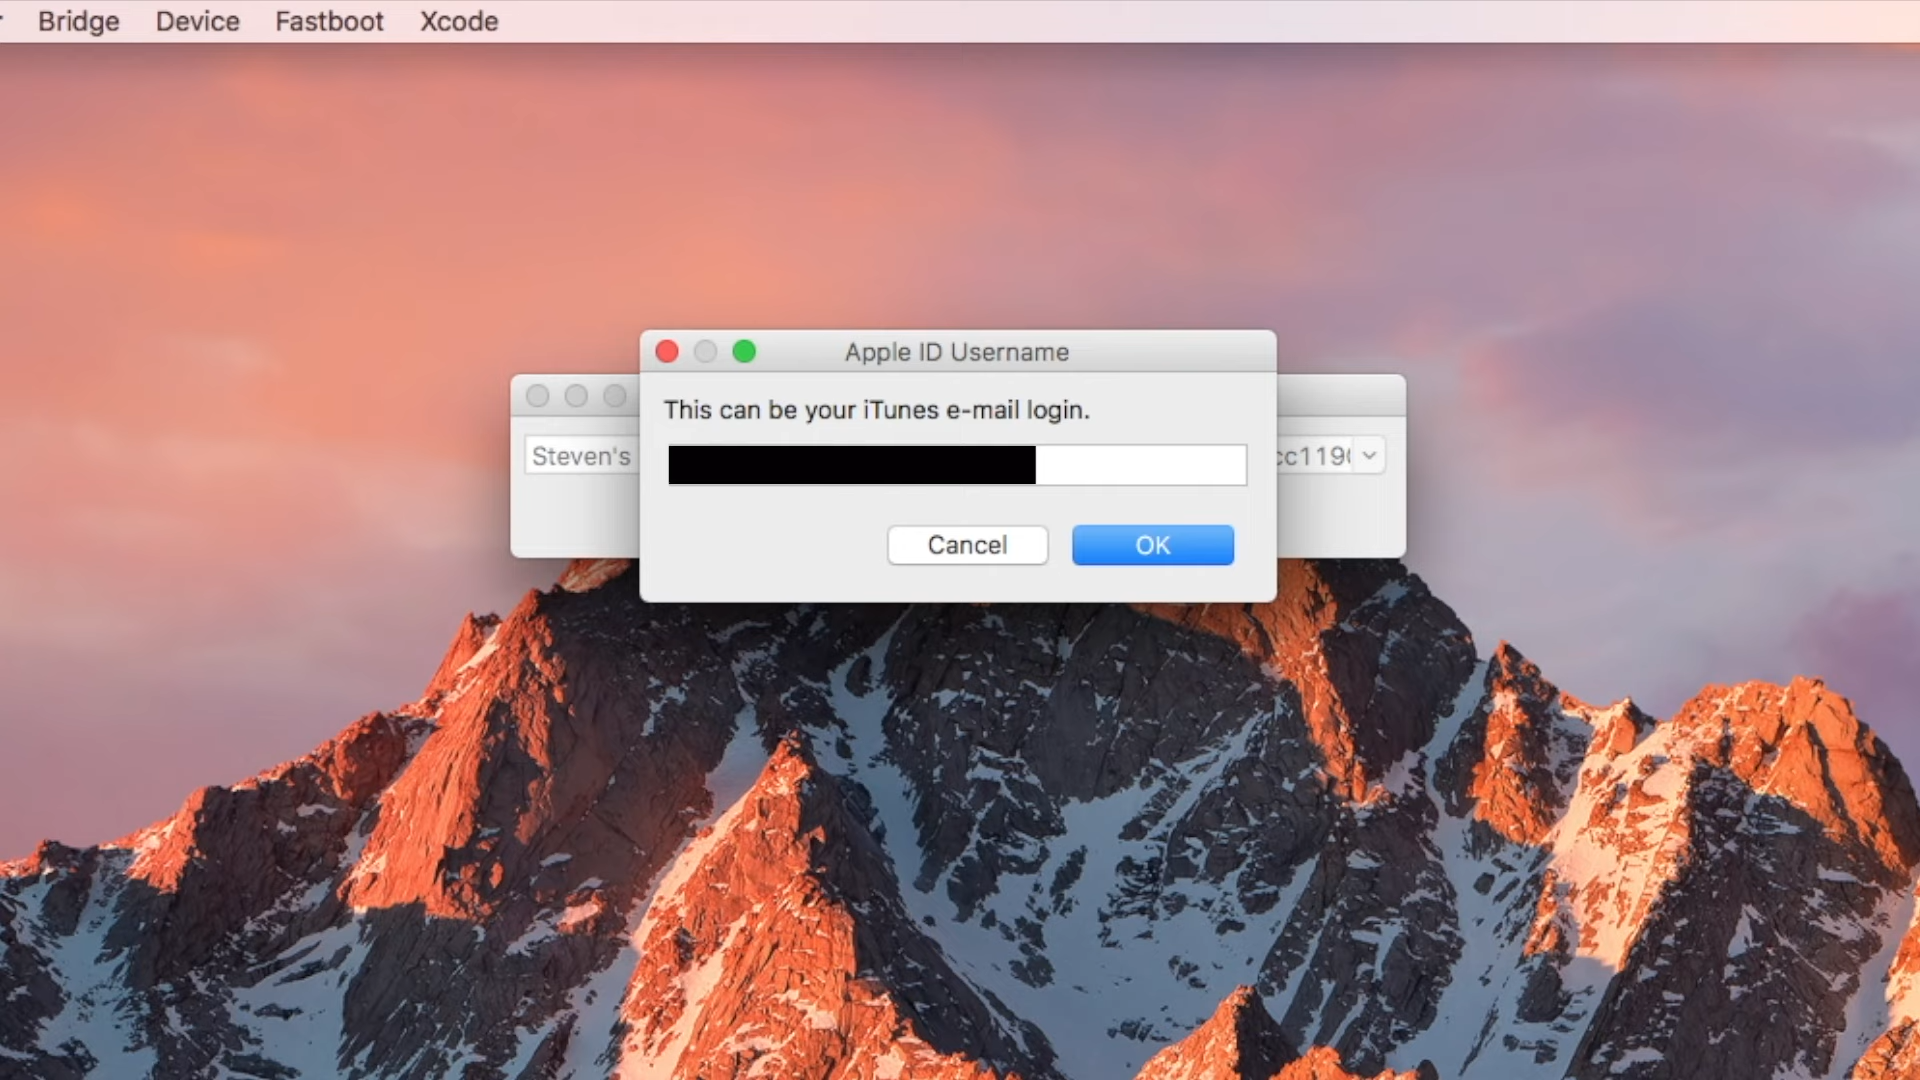 Bridge Device Fastboot Xcode
Apple ID Username
This can be your iTunes e-mail login.
Steven's
Cancel OK